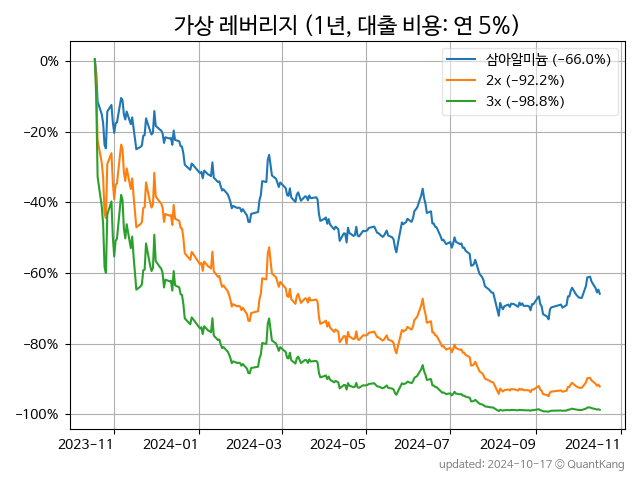 가상 레버리지 (1년, 대출 비용: 연 5%)
삼아알미늄 (−66.0%)
2x (−92.2%)
3x (−98.8%)
0%
−20%
−40%
−60%
−80%
−100%
2023-11 2024-01 2024-03 2024-05 2024-07 2024-09 2024-11
updated: 2024-10-17 © QuantKang